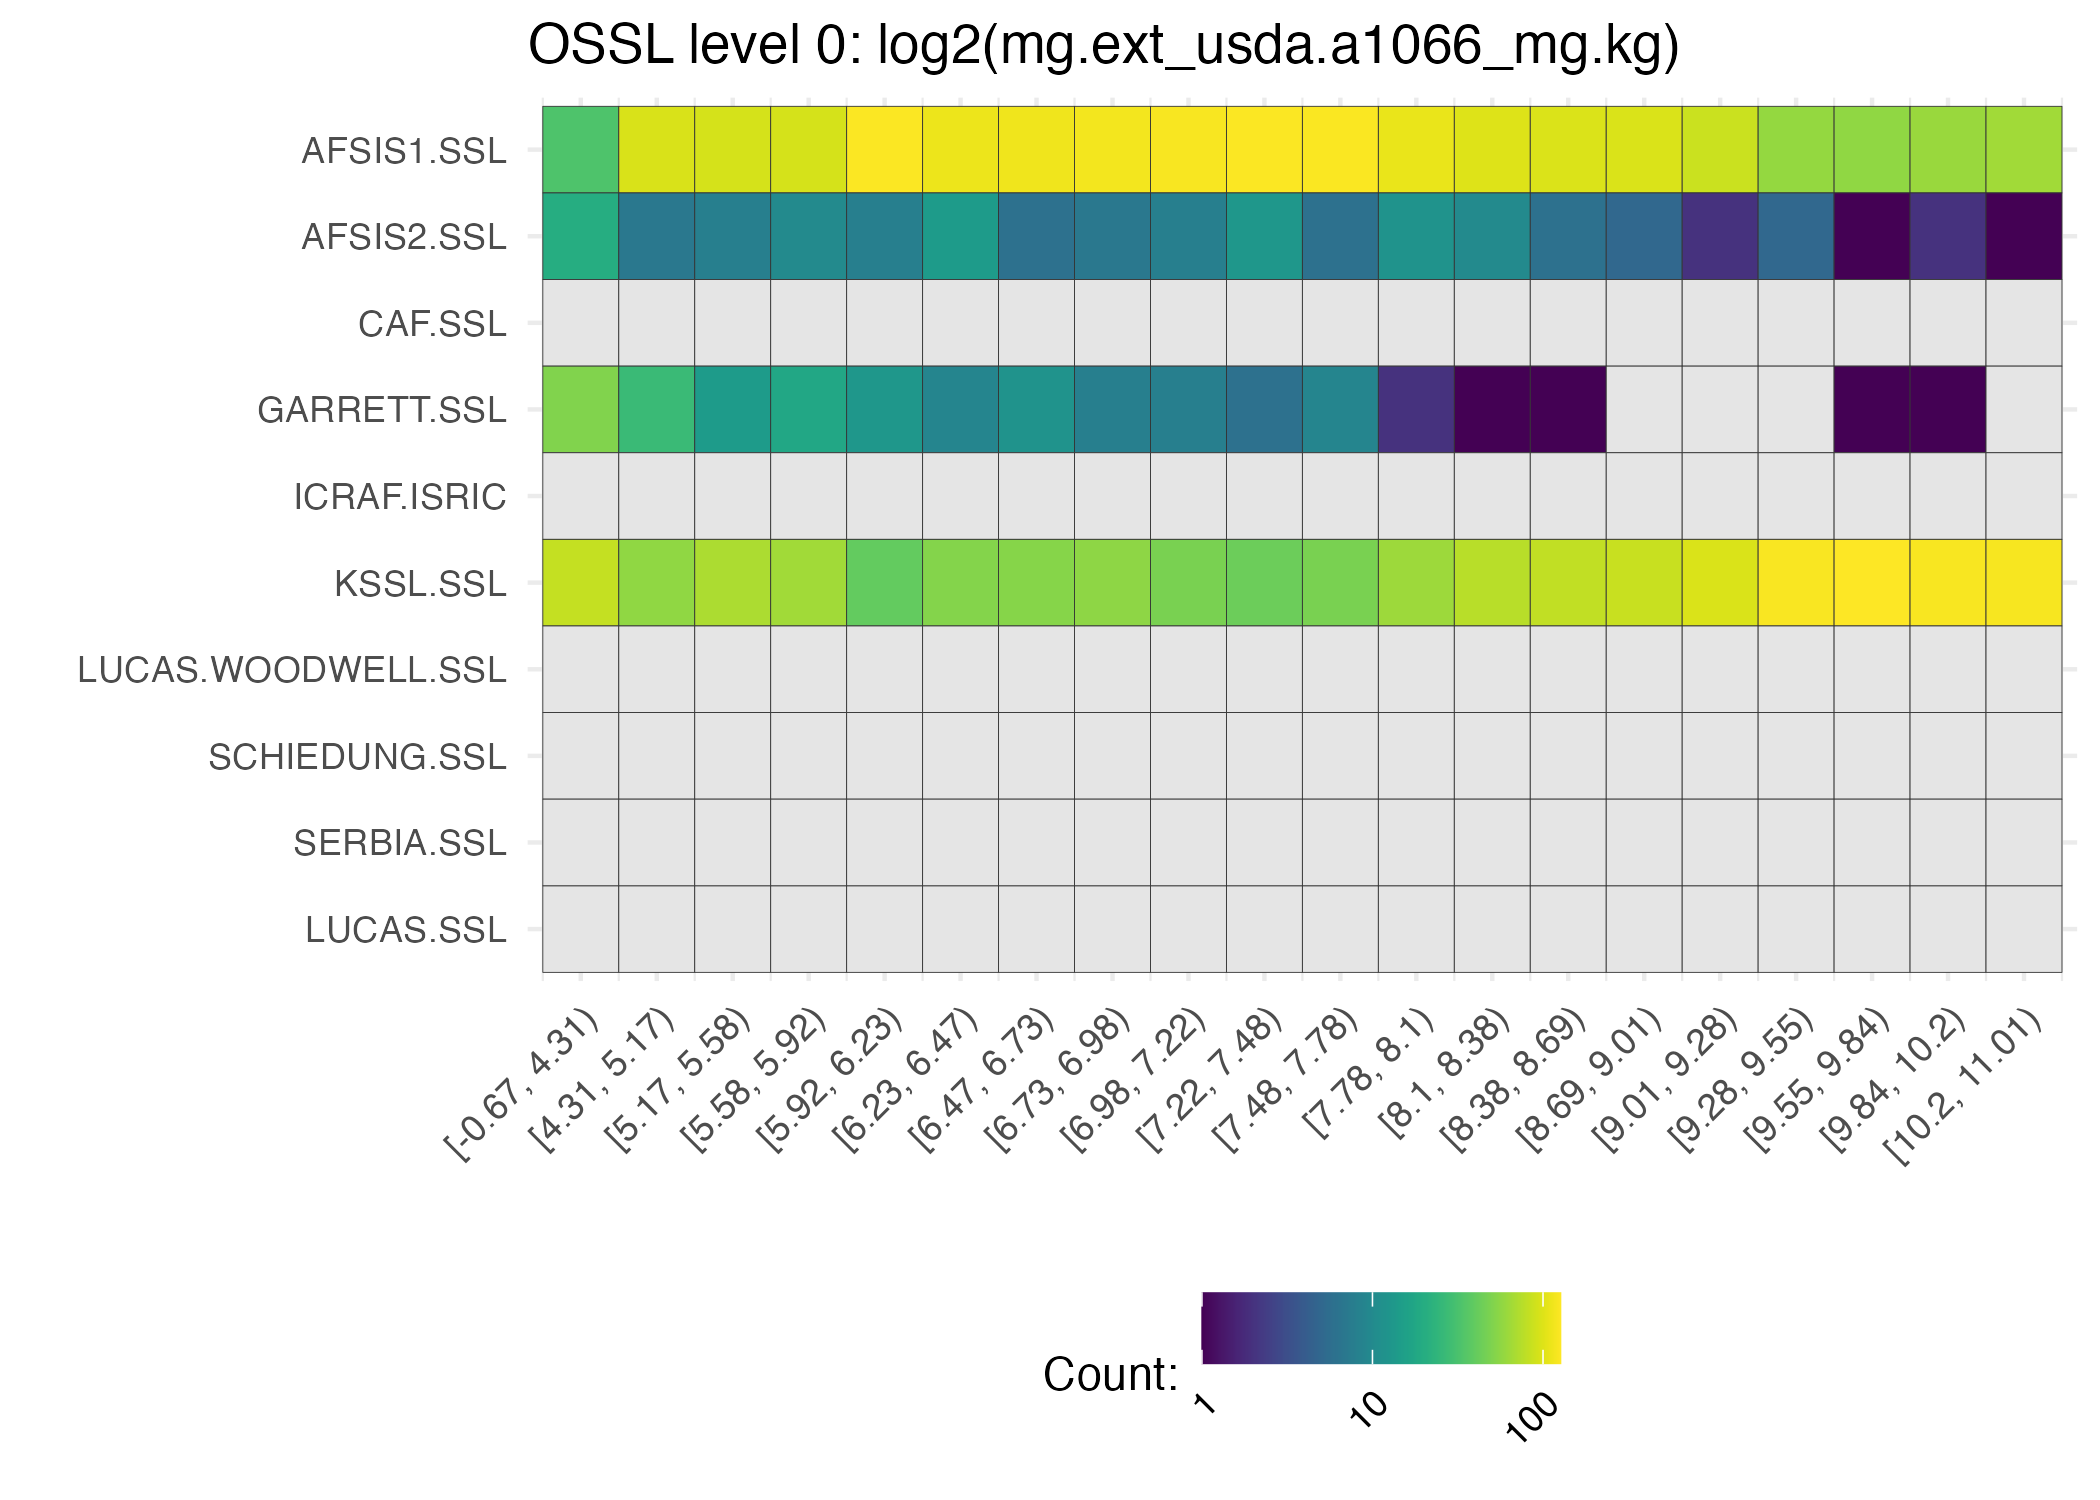 OSSL level 0: log2(mg.ext_usda.a1066_mg.kg)
AFSIS1.SSL
AFSIS2.SSL
CAF.SSL
GARRETT.SSL
ICRAF.ISRIC
KSSL.SSL
LUCAS.WOODWELL.SSL
SCHIEDUNG.SSL
SERBIA.SSL
LUCAS.SSL
[-0.67, 4.31)
[4.31, 5.17)
[5.17, 5.58)
[5.58, 5.92)
[5.92, 6.23)
[6.23, 6.47)
[6.47, 6.73)
[6.73, 6.98)
[6.98, 7.22)
[7.22, 7.48)
[7.48, 7.78)
[7.78, 8.1)
[8.1, 8.38)
[8.38, 8.69)
[8.69, 9.01)
[9.01, 9.28)
[9.28, 9.55)
[9.55, 9.84)
[9.84, 10.2)
[10.2, 11.01)
Count:
1
10
100